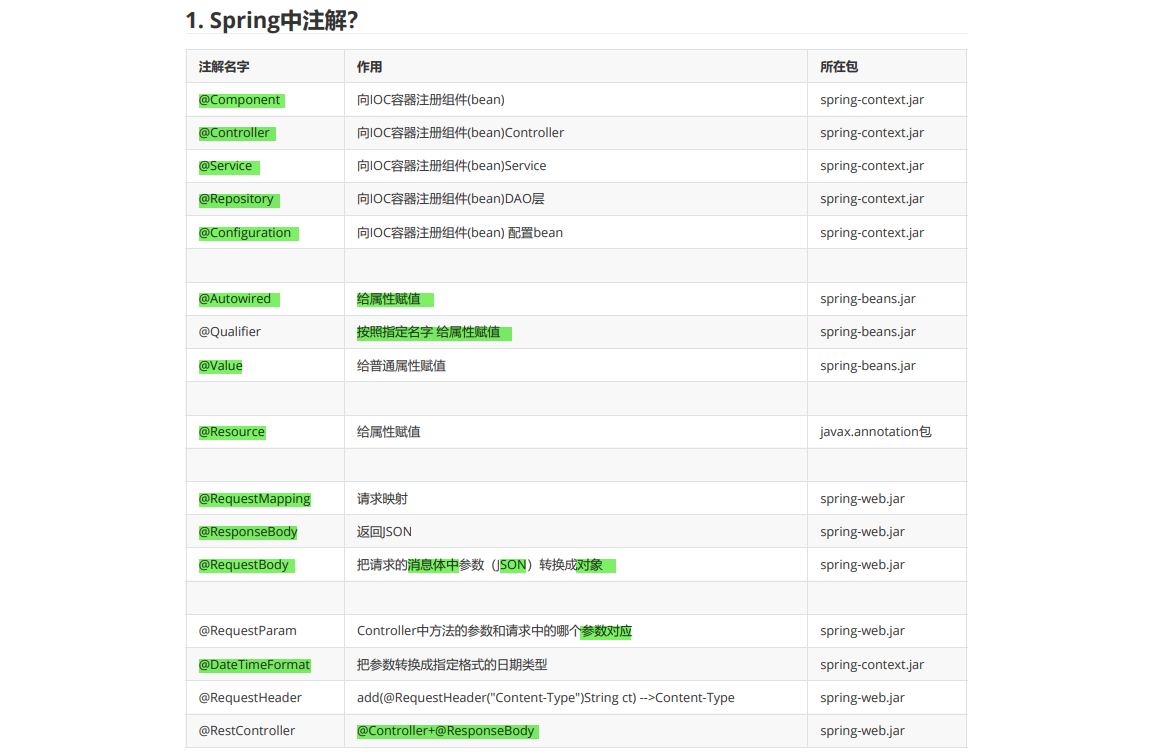 1. Spring中注解?
注解名字 作用 所在包
@Component 向IOC容器注册组件(bean) spring-context.jar
@Controller 向IOC容器注册组件(bean)Controller spring-context.jar
@Service 向IOC容器注册组件(bean)Service spring-context.jar
@Repository 向IOC容器注册组件(bean)DAO层 spring-context.jar
@Configuration 向IOC容器注册组件(bean) 配置bean spring-context.jar
@Autowired 给属性赋值 spring-beans.jar
@Qualifier 按照指定名字 给属性赋值 spring-beans.jar
@Value 给普通属性赋值 spring-beans.jar
@Resource 给属性赋值 javax.annotation包
@RequestMapping 请求映射 spring-web.jar
@ResponseBody 返回JSON spring-web.jar
@RequestBody 把请求的消息体中参数（JSON）转换成对象 spring-web.jar
@RequestParam Controller中方法的参数和请求中的哪个参数对应 spring-web.jar
@DateTimeFormat 把参数转换成指定格式的日期类型 spring-context.jar
@RequestHeader add(@RequestHeader("Content-Type")String ct) -->Content-Type spring-web.jar
@RestController @Controller+@ResponseBody spring-web.jar